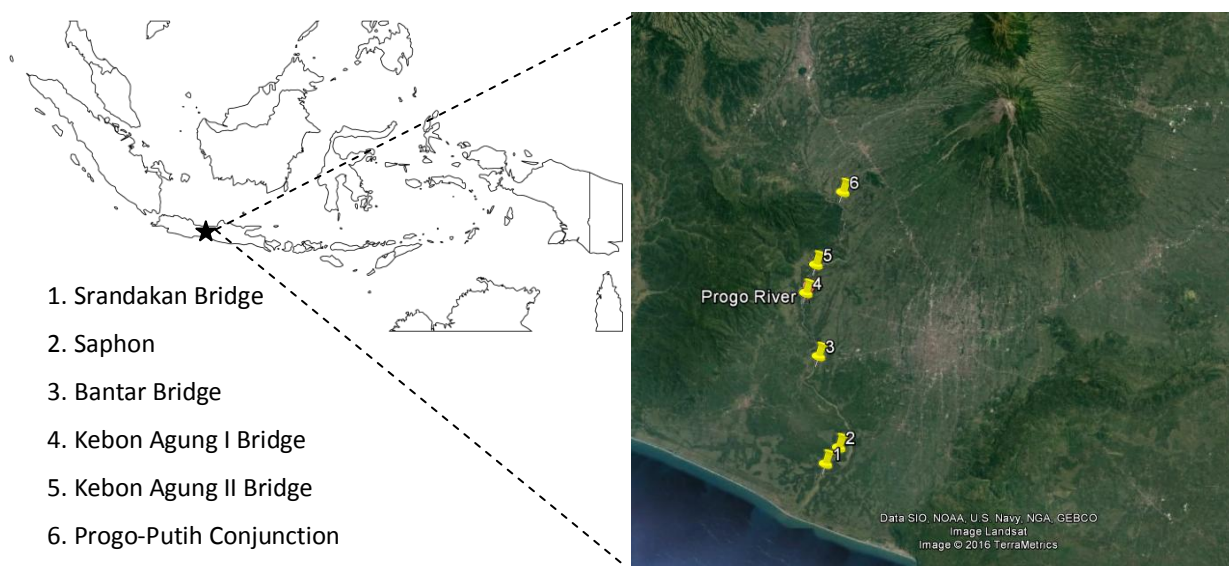 1. Srandakan Bridge
2. Saphon
3. Bantar Bridge
4. Kebon Agung I Bridge
5. Kebon Agung II Bridge
6. Progo-Putih Conjunction
6
5
4
Progo River
3
2
1
Data SIO, NOAA, U.S. Navy, NGA, GEBCO
Image Landsat
Image © 2016 TerraMetrics